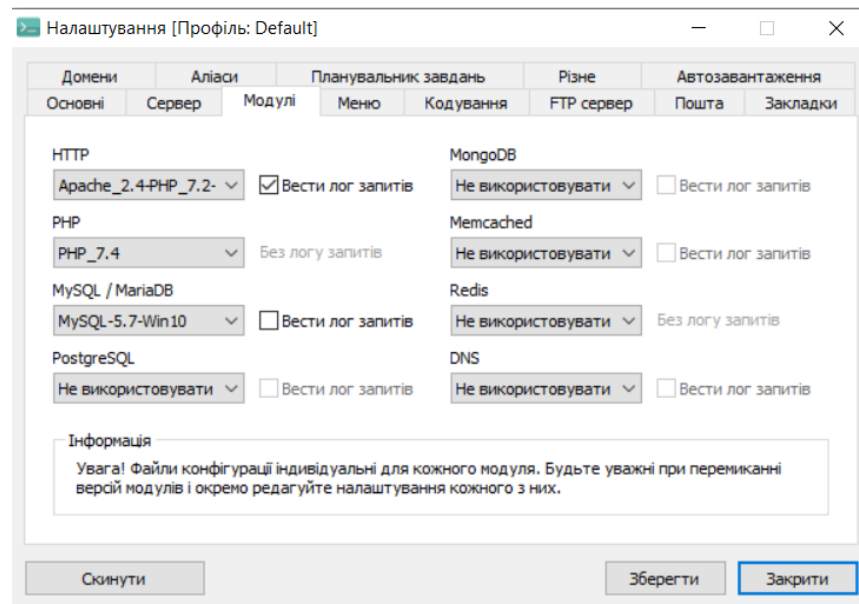 Налаштування [Профіль: Default]
Домени Аліаси Планувальник завдань Різне Автозавантаження
Основні Сервер Модулі Меню Кодування FTP сервер Пошта Закладки
HTTP
Apache_2.4-PHP_7.2- Вести лог запитів
PHP
PHP_7.4 Без логу запитів
MySQL / MariaDB
MySQL-5.7-Win10 Вести лог запитів
PostgreSQL
Не використовувати Вести лог запитів
MongoDB
Не використовувати Вести лог запитів
Memcached
Не використовувати Вести лог запитів
Redis
Не використовувати Без логу запитів
DNS
Не використовувати Вести лог запитів
Інформація
Увага! Файли конфігурації індивідуальні для кожного модуля. Будьте уважні при перемиканні
версій модулів і окремо редагуйте налаштування кожного з них.
Скинути Зберегти Закрити